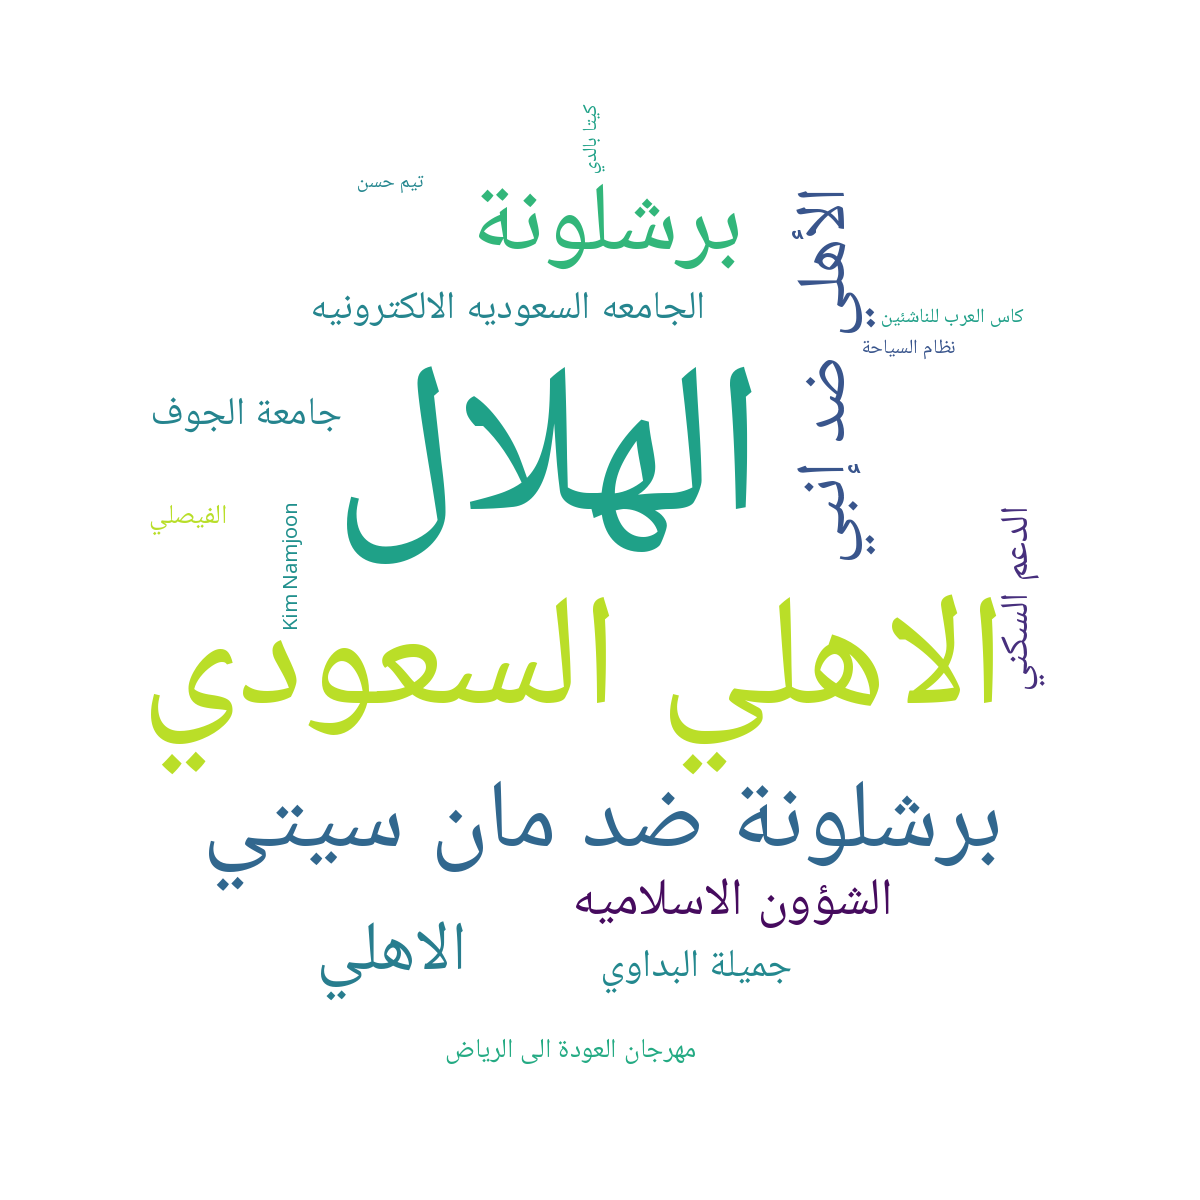 كيتا بالدي
تيم حسن
برشلونة
الأهلي ضد إنبي
الجامعه السعوديه الالكترونيه
كاس العرب للناشئين
نظام السياحة
الهلال
جامعة الجوف
الفيصلي
Kim Namjoon
الدعم السكني
الاهلي السعودي
برشلونة ضد مان سيتي
الشؤون الاسلاميه
الاهلي
جميلة البداوي
مهرجان العودة الى الرياض